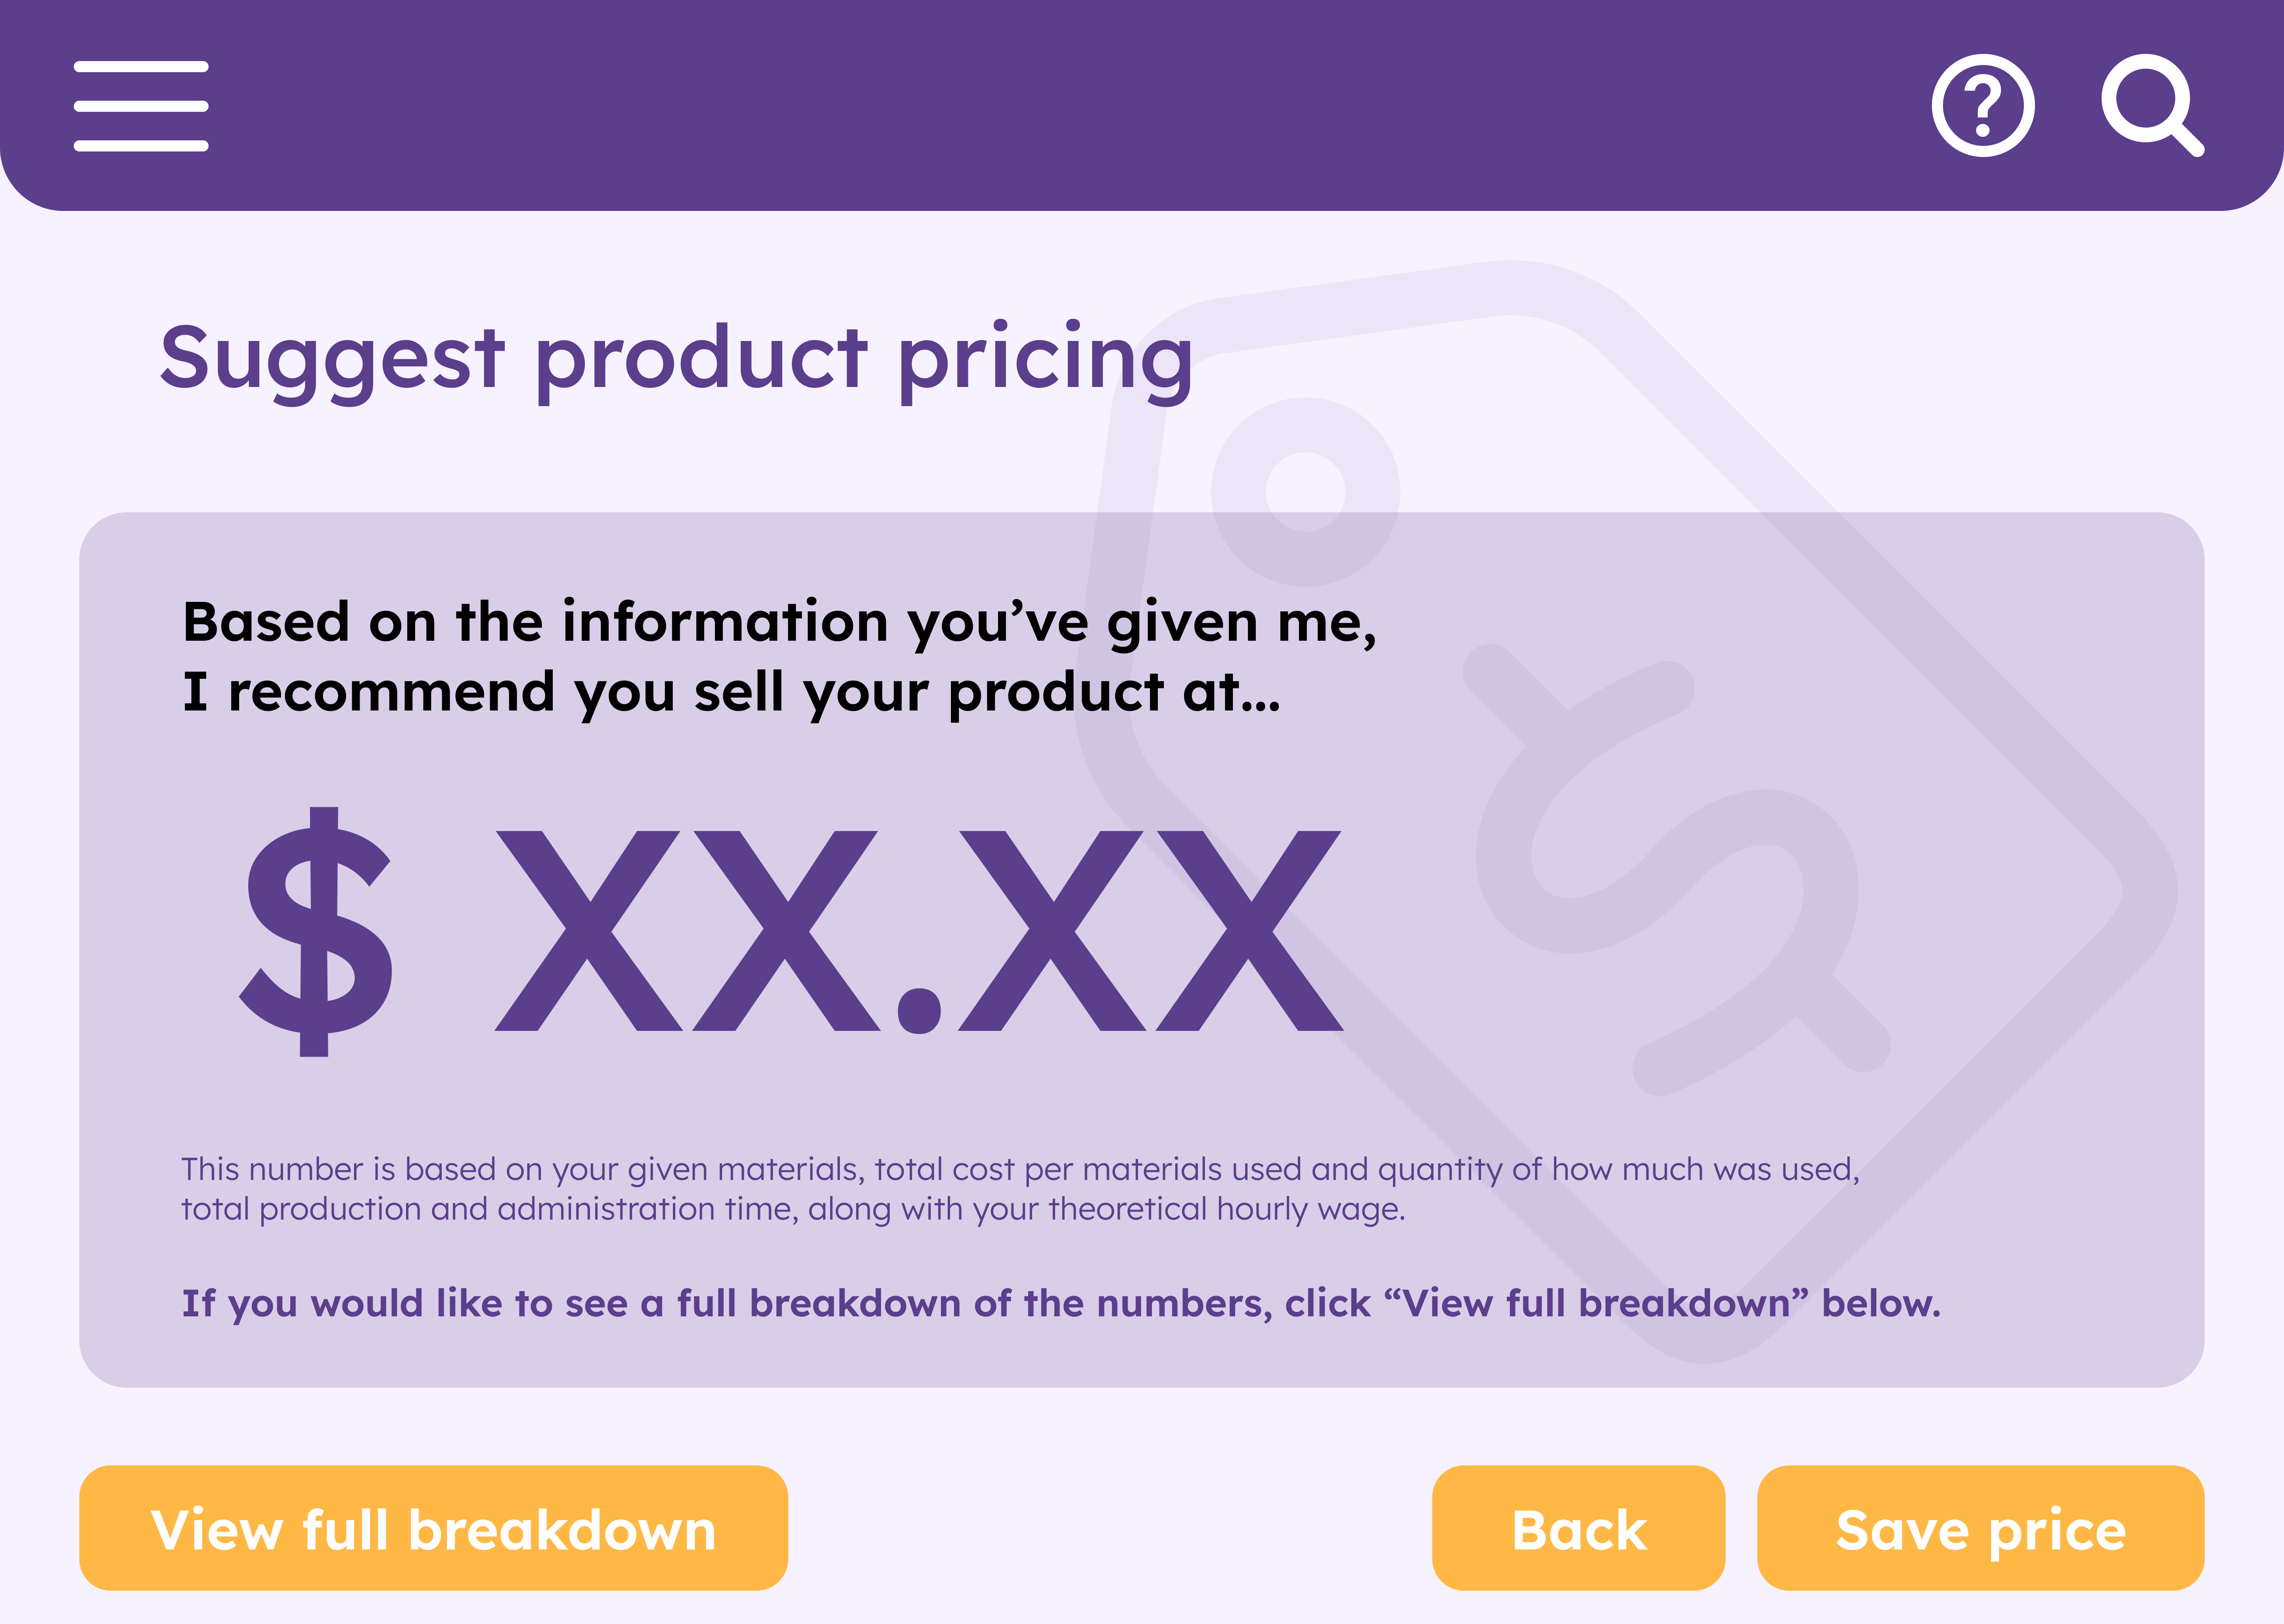 Suggest product pricing
Based on the information you’ve given me,
I recommend you sell your product at...
$ XX.XX
This number is based on your given materials, total cost per materials used and quantity of how much was used,
total production and administration time, along with your theoretical hourly wage.
If you would like to see a full breakdown of the numbers, click “View full breakdown” below.
View full breakdown
Back
Save price